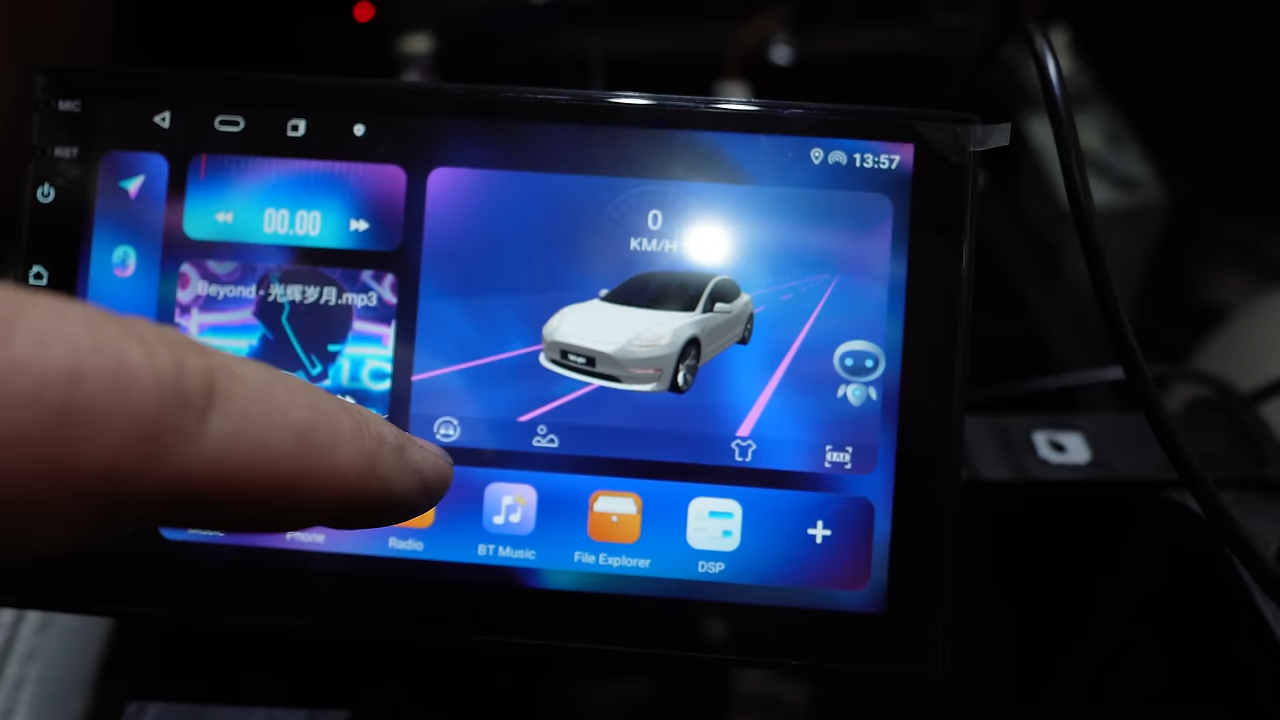 MIC
RST
13:57
00.00
0
KM/H
Beyond - 光辉岁月.mp3
Music
Phone
Radio
BT Music
File Explorer
DSP